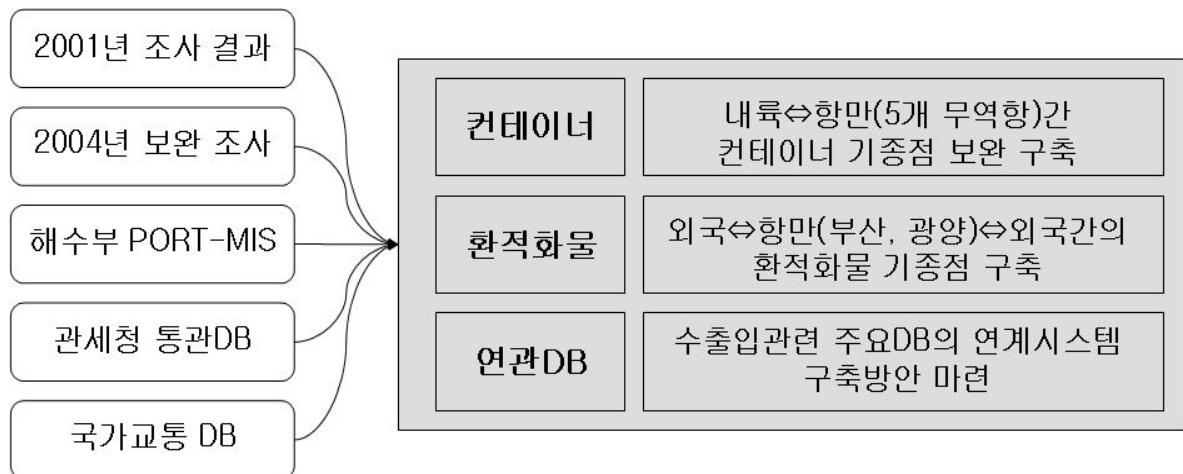 2001년 조사 결과
2004년 보완 조사
해수부 PORT-MIS
관세청 통관DB
국가교통 DB
컨테이너
내륙⇔항만(5개 무역항)간
컨테이너 기종점 보완 구축
환적화물
외국⇔항만(부산, 광양)⇔외국간의
환적화물 기종점 구축
연관DB
수출입관련 주요DB의 연계시스템
구축방안 마련